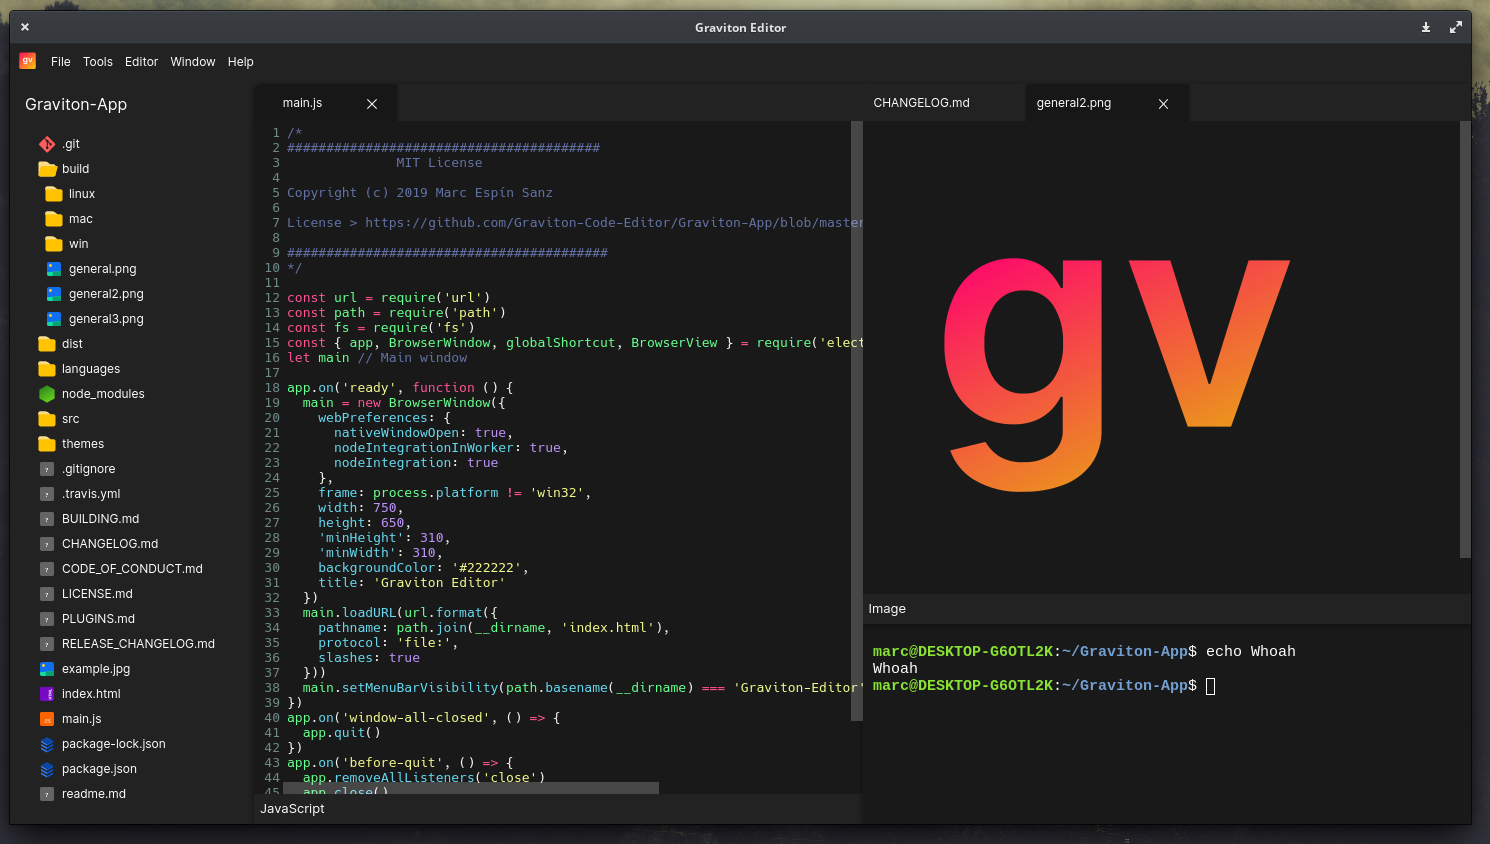 Graviton Editor
gv File Tools Editor Window Help
Graviton-App
.git
build
linux
mac
win
general.png
general2.png
general3.png
dist
languages
node_modules
src
themes
.gitignore
.travis.yml
BUILDING.md
CHANGELOG.md
CODE_OF_CONDUCT.md
LICENSE.md
PLUGINS.md
RELEASE_CHANGELOG.md
example.jpg
index.html
main.js
package-lock.json
package.json
readme.md
main.js
1 /*
2 ########################################
3 MIT License
4
5 Copyright (c) 2019 Marc Espín Sanz
6
7 License > https://github.com/Graviton-Code-Editor/Graviton-App/blob/master
8
9 #########################################
10 */
11
12 const url = require('url')
13 const path = require('path')
14 const fs = require('fs')
15 const { app, BrowserWindow, globalShortcut, BrowserView } = require('elect
16 let main // Main window
17
18 app.on('ready', function () {
19 main = new BrowserWindow({
20 webPreferences: {
21 nativeWindowOpen: true,
22 nodeIntegrationInWorker: true,
23 nodeIntegration: true
24 },
25 frame: process.platform != 'win32',
26 width: 750,
27 height: 650,
28 'minHeight': 310,
29 'minWidth': 310,
30 backgroundColor: '#222222',
31 title: 'Graviton Editor'
32 })
33 main.loadURL(url.format({
34 pathname: path.join(__dirname, 'index.html'),
35 protocol: 'file:',
36 slashes: true
37 }))
38 main.setMenuBarVisibility(path.basename(__dirname) === 'Graviton-Editor'
39 })
40 app.on('window-all-closed', () => {
41 app.quit()
42 })
43 app.on('before-quit', () => {
44 app.removeAllListeners('close')
45 app.close()
JavaScript
CHANGELOG.md general2.png
gv
Image
marc@DESKTOP-G6OTL2K:~/Graviton-App$ echo Whoah
Whoah
marc@DESKTOP-G6OTL2K:~/Graviton-App$